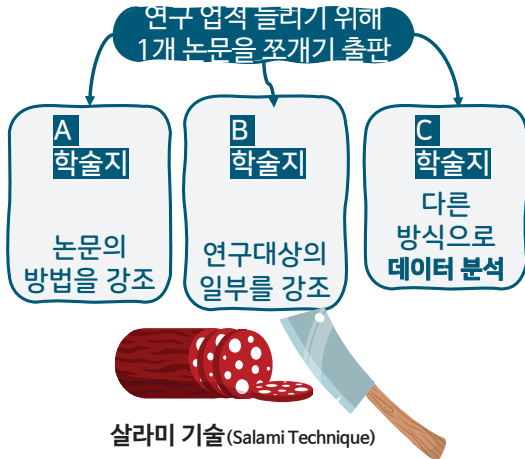 연구 업적 늘리기 위해
1개 논문을 쪼개기 출판
A
학술지
논문의
방법을 강조
B
학술지
연구대상의
일부를 강조
C
학술지
다른
방식으로
데이터 분석
살라미 기술(Salami Technique)